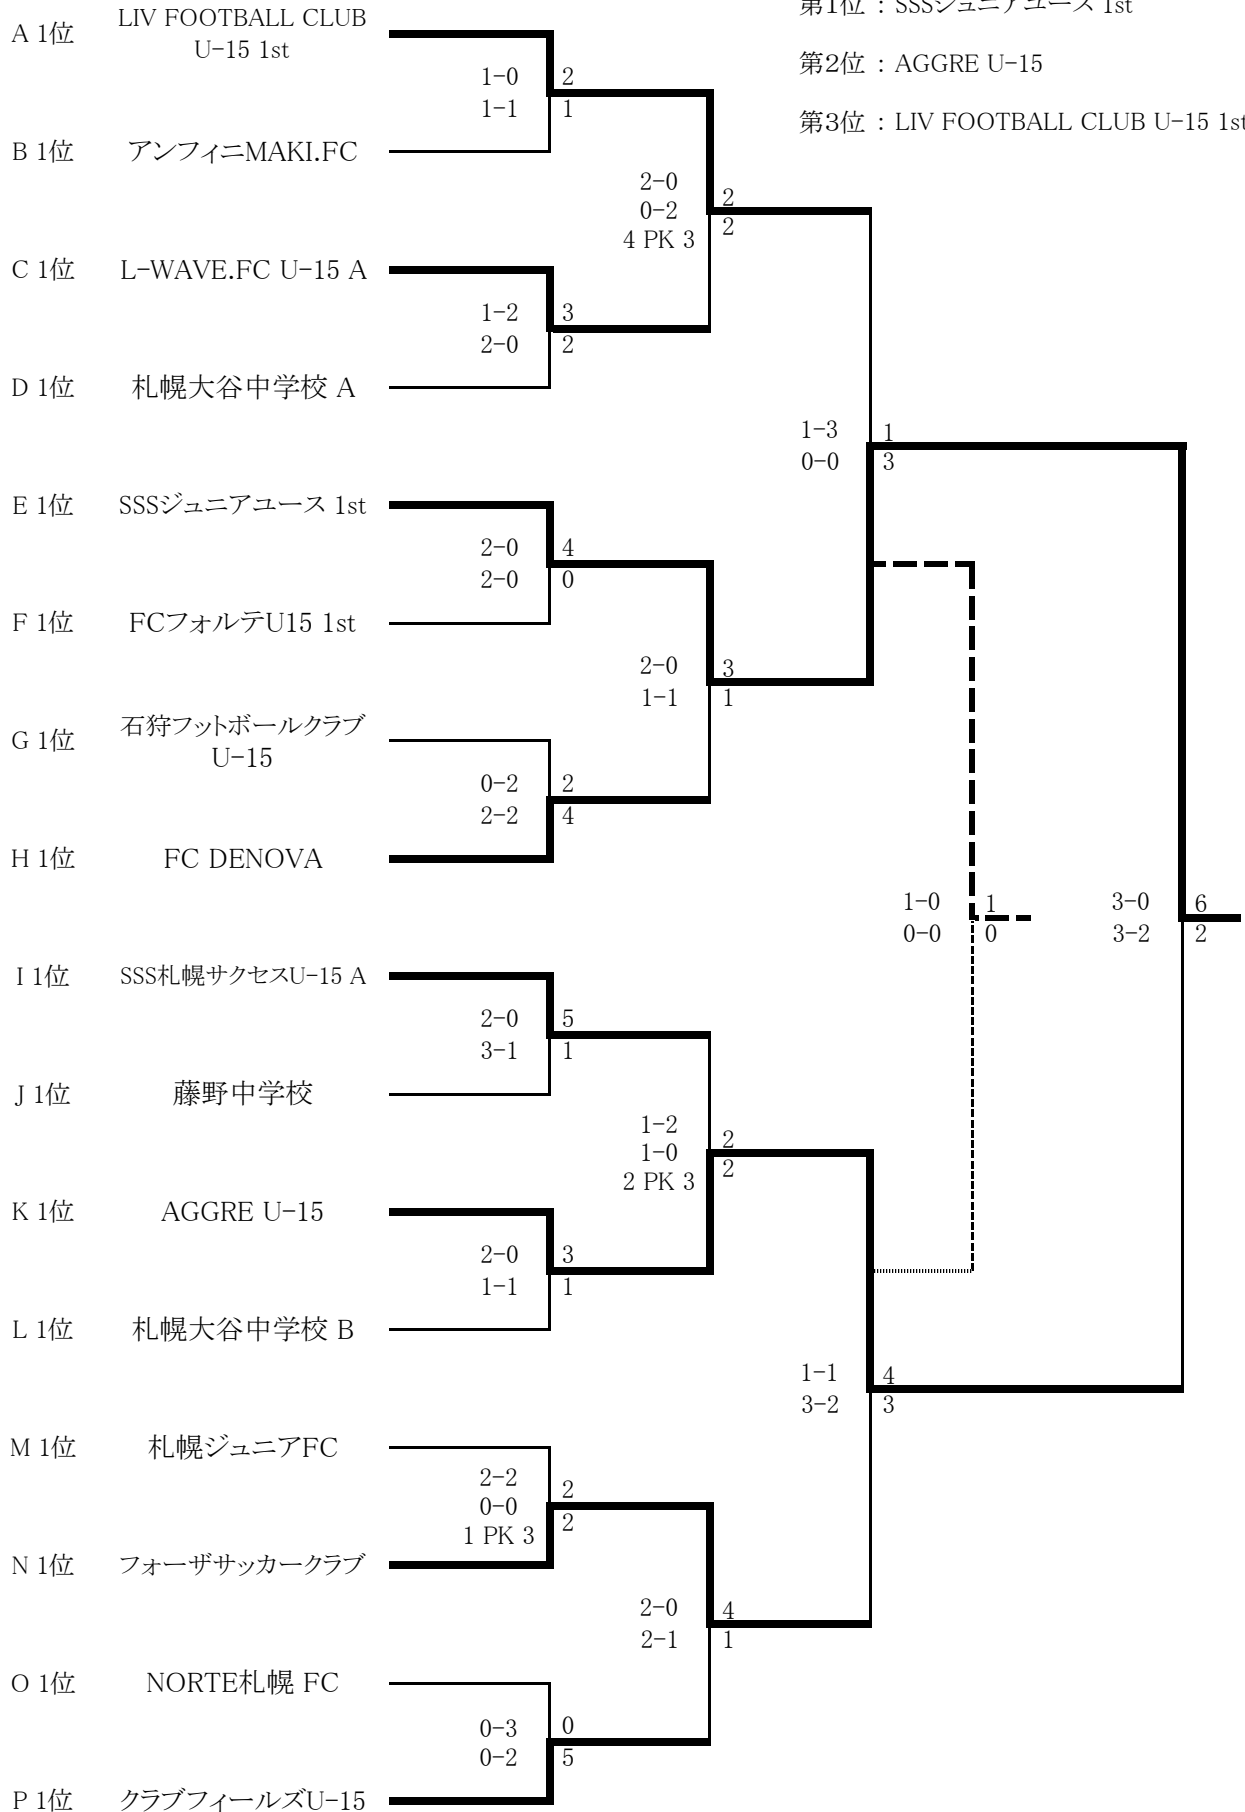 第1位 : SSSジュニアユース 1st
第2位 : AGGRE U-15
第3位 : LIV FOOTBALL CLUB U-15 1st
A 1位 LIV FOOTBALL CLUB
U-15 1st
1-0 2
1-1 1
B 1位 アンフィニMAKI.FC
2-0 2
0-2 2
4 PK 3
C 1位 L-WAVE.FC U-15 A
1-2 3
2-0 2
D 1位 札幌大谷中学校 A
1-3 1
0-0 3
E 1位 SSSジュニアユース 1st
2-0 4
2-0 0
F 1位 FCフォルテU15 1st
2-0 3
1-1 1
G 1位 石狩フットボールクラブ
U-15
0-2 2
2-2 4
H 1位 FC DENOVA
1-0 1 3-0 6
0-0 0 3-2 2
I 1位 SSS札幌サクセスU-15 A
2-0 5
3-1 1
J 1位 藤野中学校
1-2 2
1-0 2
2 PK 3
K 1位 AGGRE U-15
2-0 3
1-1 1
L 1位 札幌大谷中学校 B
1-1 4
3-2 3
M 1位 札幌ジュニアFC
2-2 2
0-0 2
1 PK 3
N 1位 フォーザサッカークラブ
2-0 4
2-1 1
O 1位 NORTE札幌 FC
0-3 0
0-2 5
P 1位 クラブフィールズU-15